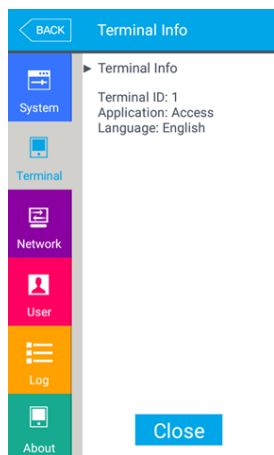 BACK
Terminal Info
System
Terminal
Network
User
Log
About
► Terminal Info
Terminal ID: 1
Application: Access
Language: English
Close